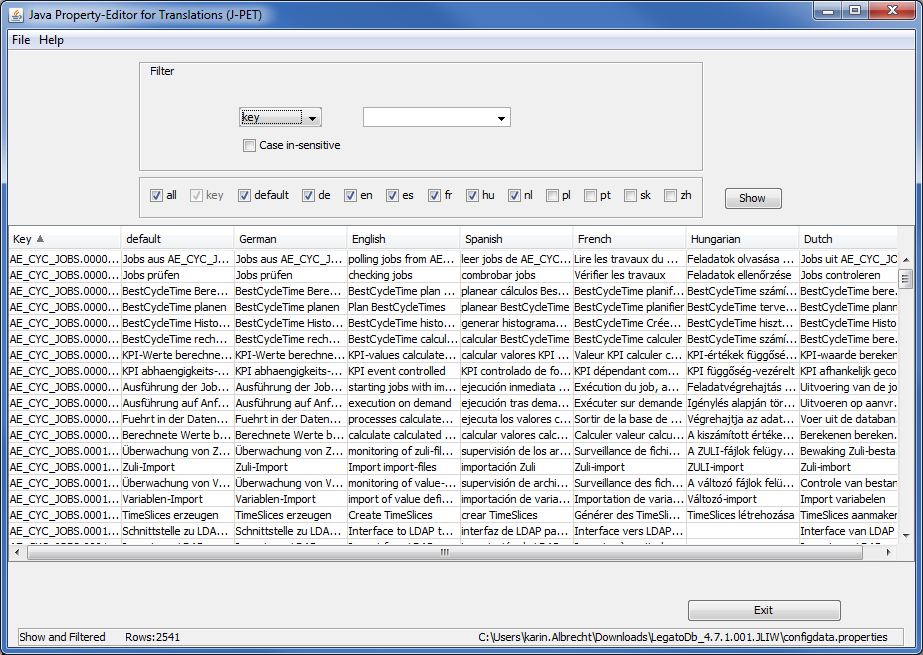 Java Property-Editor for Translations (J-PET)
File Help
Filter
key
Case in-sensitive
all key default de en es fr hu nl pl pt sk zh Show
Key default German English Spanish French Hungarian Dutch
AE_CYC_JOBS.0000... Jobs aus AE_CYC_J... Jobs aus AE_CYC_J... polling jobs from AE... leer jobs de AE_CYC... Lire les travaux du ... Feladatok olvasása ... Jobs uit AE_CYC_JO
AE_CYC_JOBS.0000... Jobs prüfen Jobs prüfen checking jobs combrobar jobs Vérifier les travaux Feladatok ellenőrzése Jobs controleren
AE_CYC_JOBS.0000... BestCycleTime Bere... BestCycleTime Bere... BestCycleTime plan ... planear cálculos Bes... BestCycleTime planif... BestCycleTime számí... BestCycleTime bere
AE_CYC_JOBS.0000... BestCycleTime planen BestCycleTime planen Plan BestCycleTimes planear BestCycleTime BestCycleTime planifier BestCycleTime terve... BestCycleTime plann
AE_CYC_JOBS.0000... BestCycleTime Histo... BestCycleTime Histo... BestCycleTime histo... generar histograma... BestCycleTime Crée... BestCycleTime hiszt... BestCycleTime Histo
AE_CYC_JOBS.0000... BestCycleTime rech... BestCycleTime rech... BestCycleTime calcul... calcular BestCycleTime BestCycleTime calculer BestCycleTime számí... BestCycleTime bere
AE_CYC_JOBS.0000... KPI-Werte berechne... KPI-Werte berechne... KPI-values calculate... calcular valores KPI ... Valeur KPI calculer c... KPI-értékek függősé... KPI-waarde bereken
AE_CYC_JOBS.0000... KPI abhaengigkeits-... KPI abhaengigkeits-... KPI event controlled KPI controlado de fo... KPI dépendant com... KPI függőség-vezérelt KPI afhankelijk geco
AE_CYC_JOBS.0000... Ausführung der Job... Ausführung der Job... starting jobs with im... ejecución inmediata ... Exécution du job, a... Feladatvégrehajtás ... Uitvoering van de jo
AE_CYC_JOBS.0000... Ausführung auf Anf... Ausführung auf Anf... execution on demand ejecución tras dema... Exécuter sur demande Igénylés alapján tör... Uitvoeren op aanvr
AE_CYC_JOBS.0000... Fuehrt in der Daten... Fuehrt in der Daten... processes calculate... ejecuta los valores c... Sortir de la base de ... Végrehajtja az adat... Voer uit de databan
AE_CYC_JOBS.0000... Berechnete Werte b... Berechnete Werte b... calculate calculated ... calcular valores calc... Calculer valeur calcu... A kiszámított értéke... Berekenen bereken
AE_CYC_JOBS.0001... Überwachung von Z... Überwachung von Z... monitoring of zuli-fil... supervisión de los ar... Surveillance de fichi... A ZULI-fájlok felügy... Bewaking Zuli-besta
AE_CYC_JOBS.0001... Zuli-Import Zuli-Import Import import-files importación Zuli Zuli-import ZULI-import Zuli-imbort
AE_CYC_JOBS.0001... Überwachung von V... Überwachung von V... monitoring of value-... supervisión de archi... Surveillance des fich... A változó fájlok felü... Controle van bestan
AE_CYC_JOBS.0001... Variablen-Import Variablen-Import import of value defi... importación de varia... Importation de varia... Változó-import Import variabelen
AE_CYC_JOBS.0001... TimeSlices erzeugen TimeSlices erzeugen Create TimeSlices crear TimeSlices Générer des TimeSli... TimeSlices létrehozása TimeSlices aanmaken
AE_CYC_JOBS.0001... Schnittstelle zu LDA... Schnittstelle zu LDA... Interface to LDAP t... interfaz de LDAP pa... Interface vers LDAP ... Interface van LDAP
Exit
Show and Filtered Rows:2541 C:\Users\karin.Albrecht\Downloads\LegatoDb_4.7.1.001.JLIW\configdata.properties